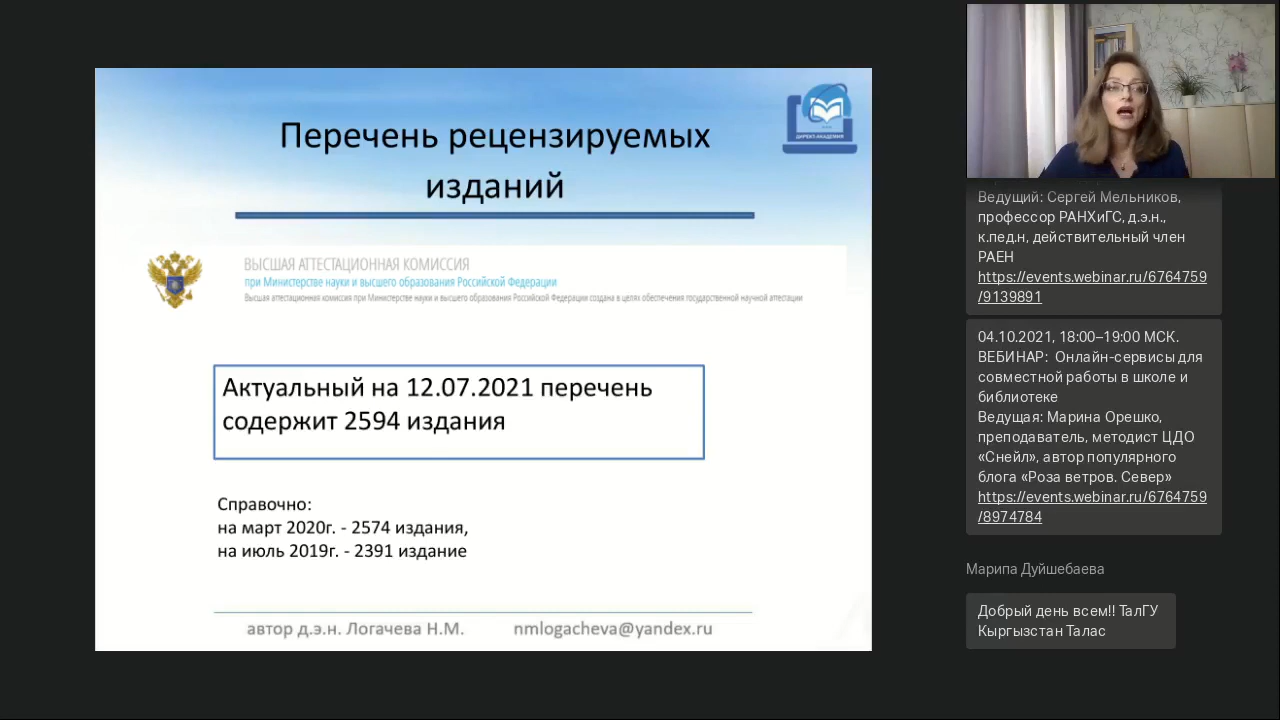 Перечень рецензируемых
изданий
ДИРЕКТ-АКАДЕМИЯ
ВЫСШАЯ АТТЕСТАЦИОННАЯ КОМИССИЯ
при Министерстве науки и высшего образования Российской Федерации
Высшая аттестационная комиссия при Министерстве науки и высшего образования Российской Федерации создана в целях обеспечения государственной научной аттестации
Актуальный на 12.07.2021 перечень
содержит 2594 издания
Справочно:
на март 2020г. - 2574 издания,
на июль 2019г. - 2391 издание
автор д.э.н. Логачева Н.М. nmlogacheva@yandex.ru
Ведущий: Сергей Мельников,
профессор РАНХиГС, д.э.н.,
к.пед.н, действительный член
РАЕН
https://events.webinar.ru/6764759
/9139891
04.10.2021, 18:00–19:00 МСК.
ВЕБИНАР: Онлайн-сервисы для
совместной работы в школе и
библиотеке
Ведущая: Марина Орешко,
преподаватель, методист ЦДО
«Снейл», автор популярного
блога «Роза ветров. Север»
https://events.webinar.ru/6764759
/8974784
Марипа Дуйшебаева
Добрый день всем!! ТалГУ
Кыргызстан Талас